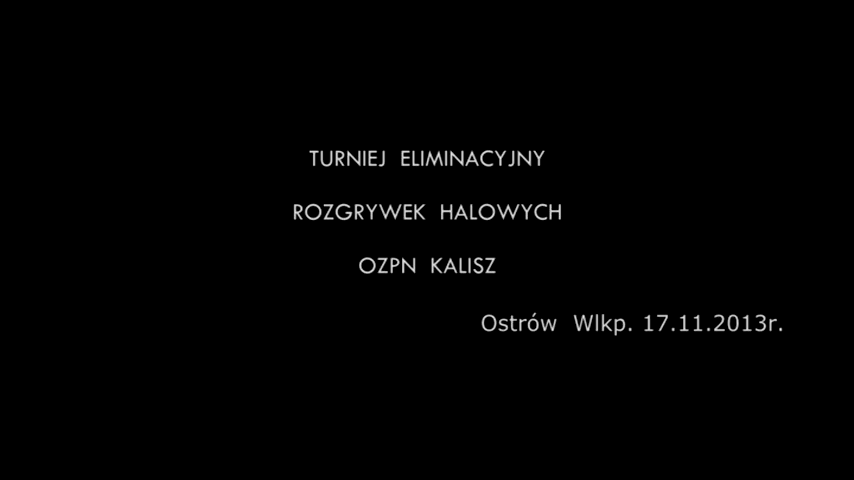 TURNIEJ ELIMINACYJNY
ROZGRYWEK HALOWYCH
OZPN KALISZ
Ostrów Wlkp. 17.11.2013r.